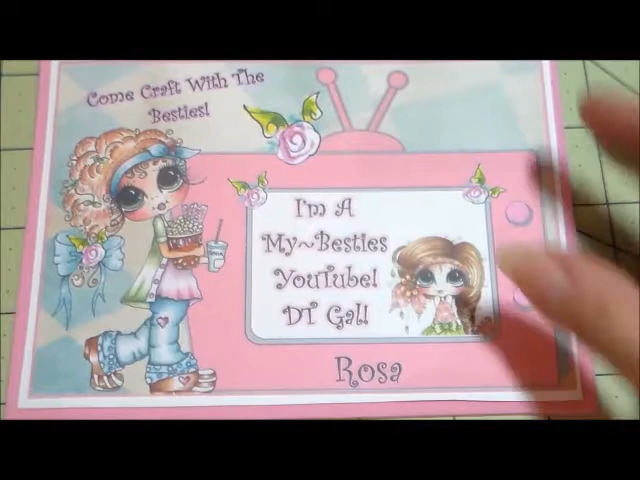 Come Craft With The
Besties!
I'm A
My~Besties
YouTube!
DT Gal!
Rosa